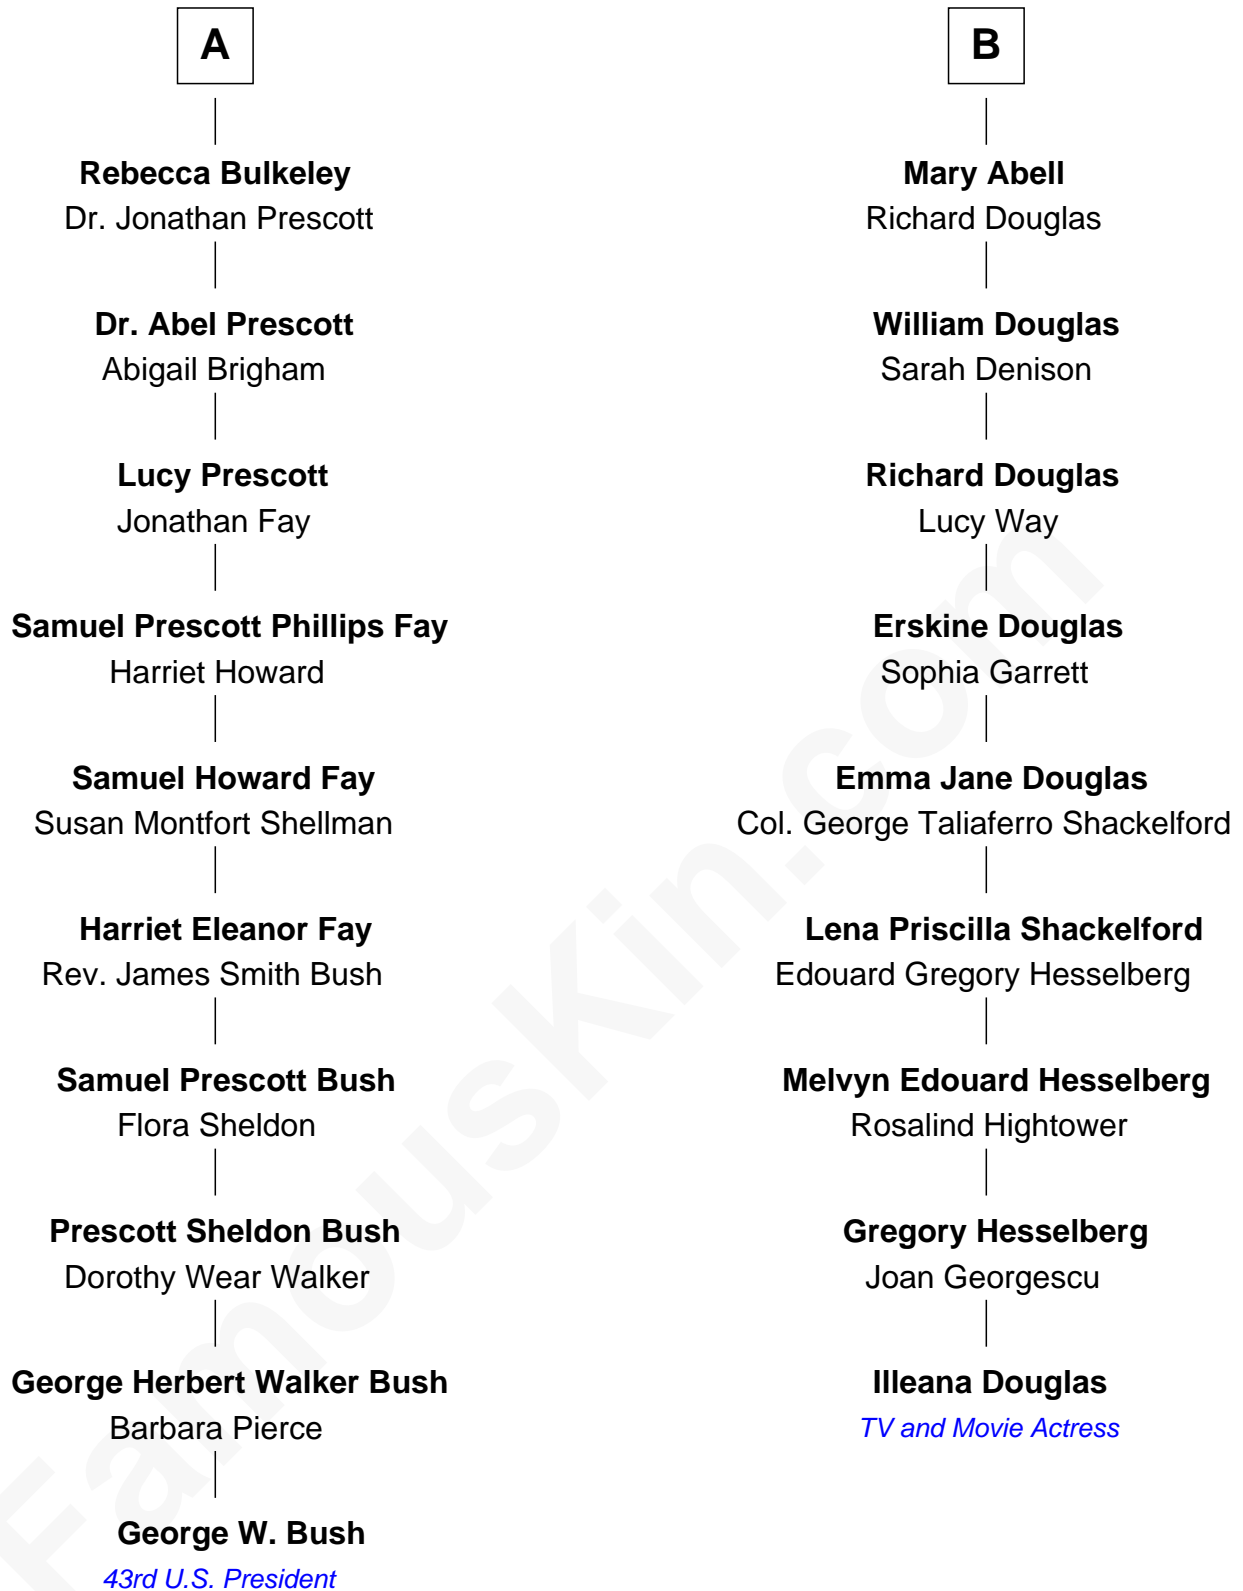 A
Rebecca Bulkeley
Dr. Jonathan Prescott
Dr. Abel Prescott
Abigail Brigham
Lucy Prescott
Jonathan Fay
Samuel Prescott Phillips Fay
Harriet Howard
Samuel Howard Fay
Susan Montfort Shellman
Harriet Eleanor Fay
Rev. James Smith Bush
Samuel Prescott Bush
Flora Sheldon
Prescott Sheldon Bush
Dorothy Wear Walker
George Herbert Walker Bush
Barbara Pierce
George W. Bush
43rd U.S. President
B
Mary Abell
Richard Douglas
William Douglas
Sarah Denison
Richard Douglas
Lucy Way
Erskine Douglas
Sophia Garrett
Emma Jane Douglas
Col. George Taliaferro Shackelford
Lena Priscilla Shackelford
Edouard Gregory Hesselberg
Melvyn Edouard Hesselberg
Rosalind Hightower
Gregory Hesselberg
Joan Georgescu
Illeana Douglas
TV and Movie Actress
FamousKin.com